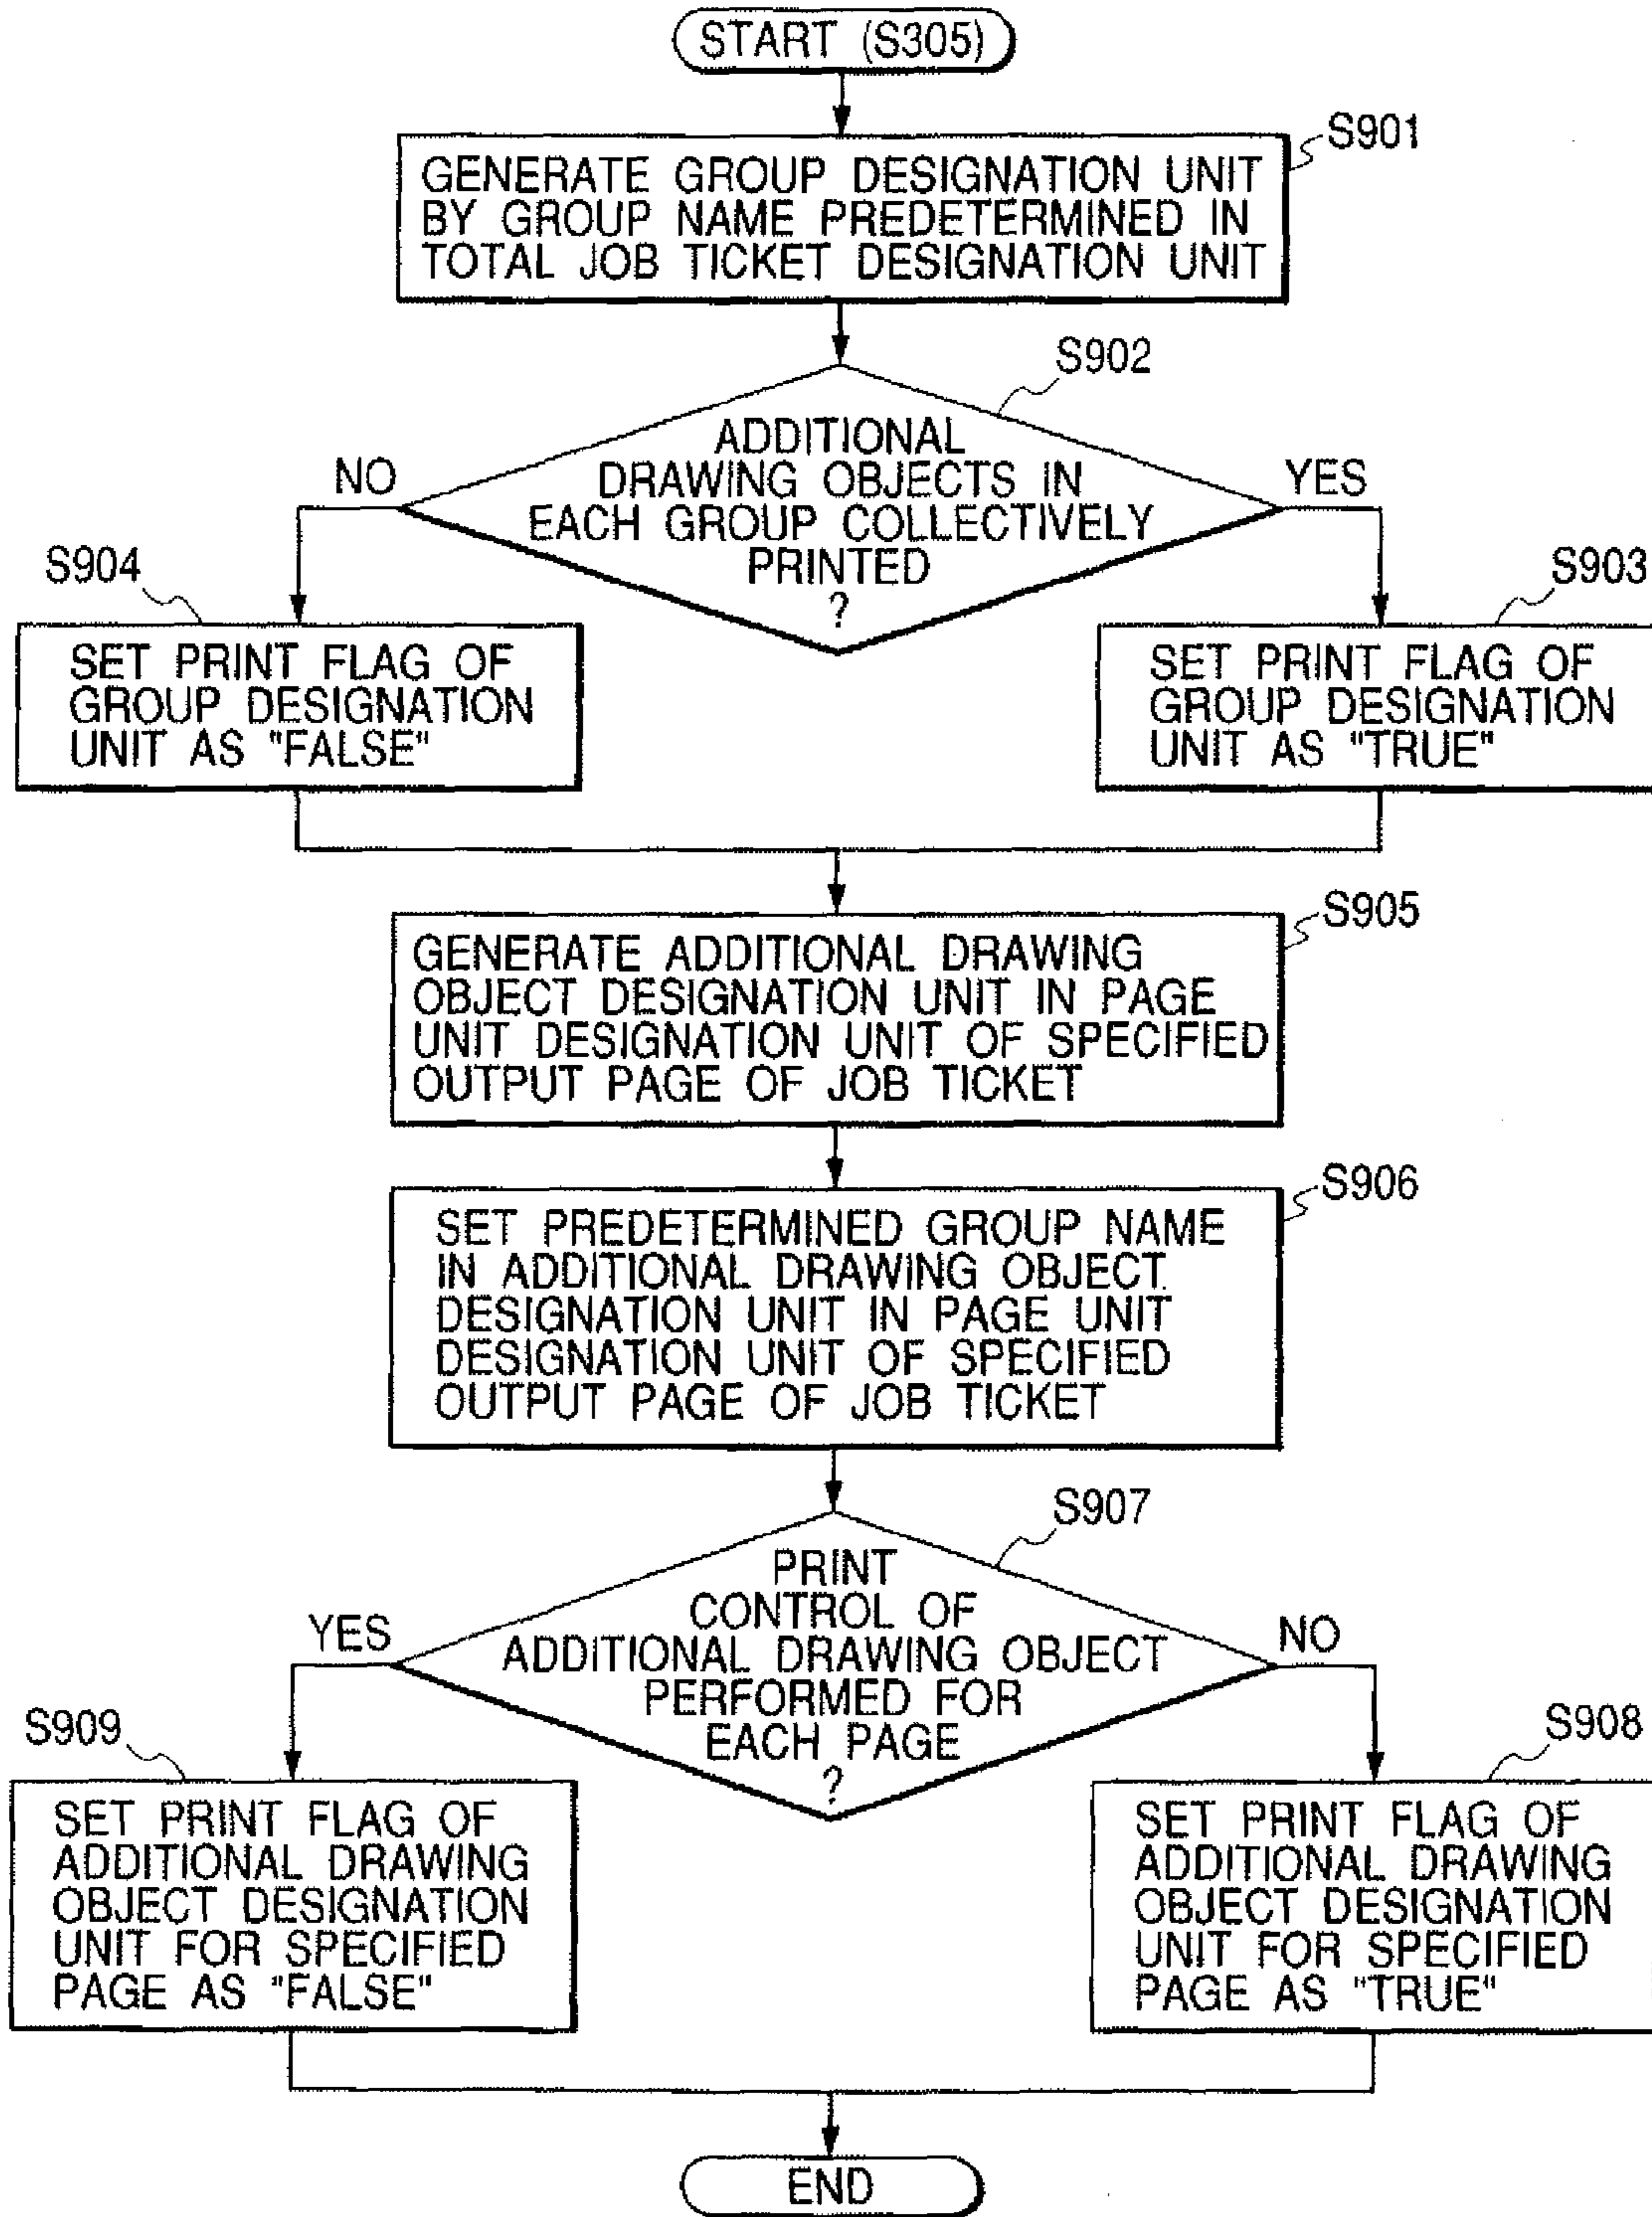 START (S305)
S901
GENERATE GROUP DESIGNATION UNIT
BY GROUP NAME PREDETERMINED IN
TOTAL JOB TICKET DESIGNATION UNIT
S902
ADDITIONAL
DRAWING OBJECTS IN
EACH GROUP COLLECTIVELY
PRINTED
?
NO
YES
S904
SET PRINT FLAG OF
GROUP DESIGNATION
UNIT AS "FALSE"
S903
SET PRINT FLAG OF
GROUP DESIGNATION
UNIT AS "TRUE"
S905
GENERATE ADDITIONAL DRAWING
OBJECT DESIGNATION UNIT IN PAGE
UNIT DESIGNATION UNIT OF SPECIFIED
OUTPUT PAGE OF JOB TICKET
S906
SET PREDETERMINED GROUP NAME
IN ADDITIONAL DRAWING OBJECT
DESIGNATION UNIT IN PAGE UNIT
DESIGNATION UNIT OF SPECIFIED
OUTPUT PAGE OF JOB TICKET
S907
PRINT
CONTROL OF
ADDITIONAL DRAWING OBJECT
PERFORMED FOR
EACH PAGE
?
YES
NO
S909
SET PRINT FLAG OF
ADDITIONAL DRAWING
OBJECT DESIGNATION
UNIT FOR SPECIFIED
PAGE AS "FALSE"
S908
SET PRINT FLAG OF
ADDITIONAL DRAWING
OBJECT DESIGNATION
UNIT FOR SPECIFIED
PAGE AS "TRUE"
END